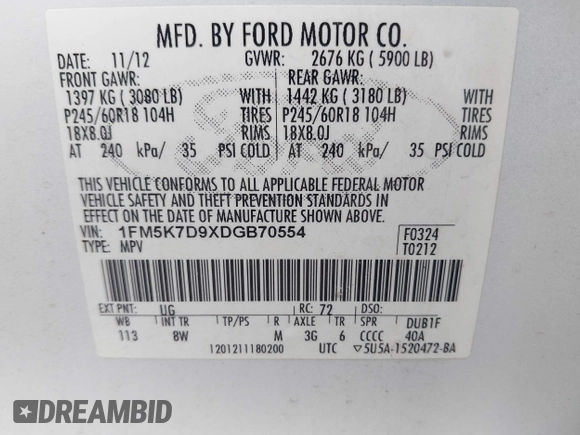 MFD. BY FORD MOTOR CO.
DATE: 11/12 GVWR: 2676 KG ( 5900 LB)
FRONT GAWR: REAR GAWR:
1397 KG ( 3080 LB) WITH 1442 KG ( 3180 LB) WITH
P245/60R18 104H TIRES P245/60R18 104H TIRES
18X8.0J RIMS 18X8.0J RIMS
AT 240 kPa/ 35 PSI COLD AT 240 kPa/ 35 PSI COLD
THIS VEHICLE CONFORMS TO ALL APPLICABLE FEDERAL MOTOR
VEHICLE SAFETY AND THEFT PREVENTION STANDARDS IN
EFFECT ON THE DATE OF MANUFACTURE SHOWN ABOVE.
VIN: 1FM5K7D9XDGB70554 F0324
TYPE: MPV T0212
EXT PNT: UG RC: 72 DSO:
WB INT TR TP/PS R AXLE TR SPR DUB1F
113 8W M 3G 6 CCCC 40A
1201211180200 UTC ▽5U5A-1520472-BA
DREAMBID